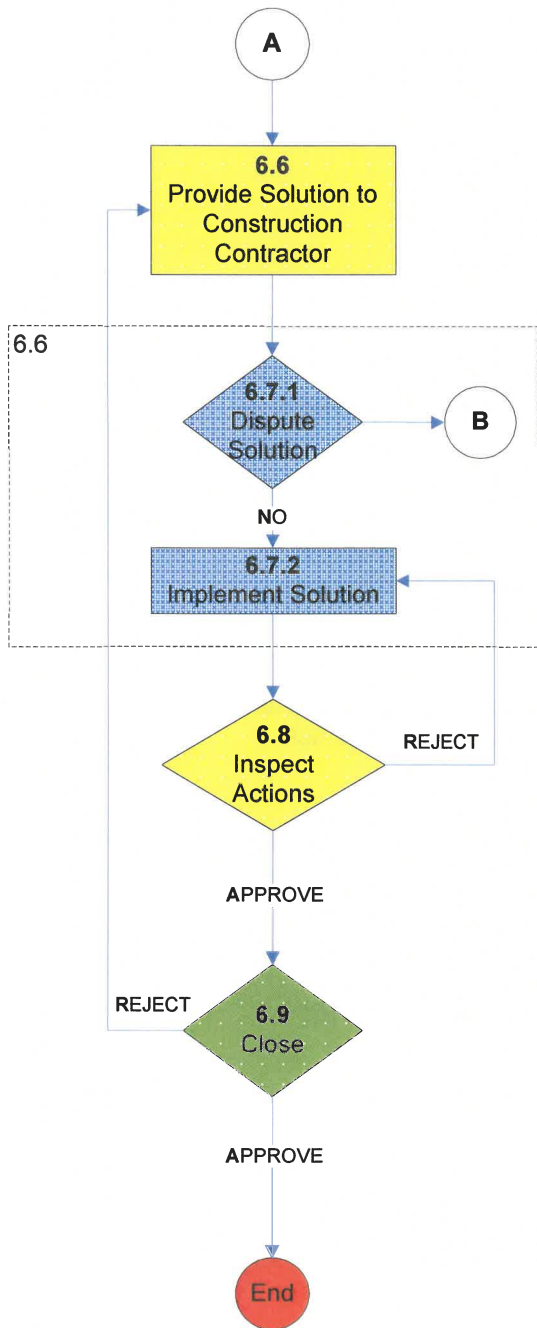 A
6.6
Provide Solution to
Construction
Contractor
6.6
6.7.1
Dispute
Solution
B
NO
6.7.2
Implement Solution
6.8
Inspect
Actions
REJECT
APPROVE
REJECT
6.9
Close
APPROVE
End